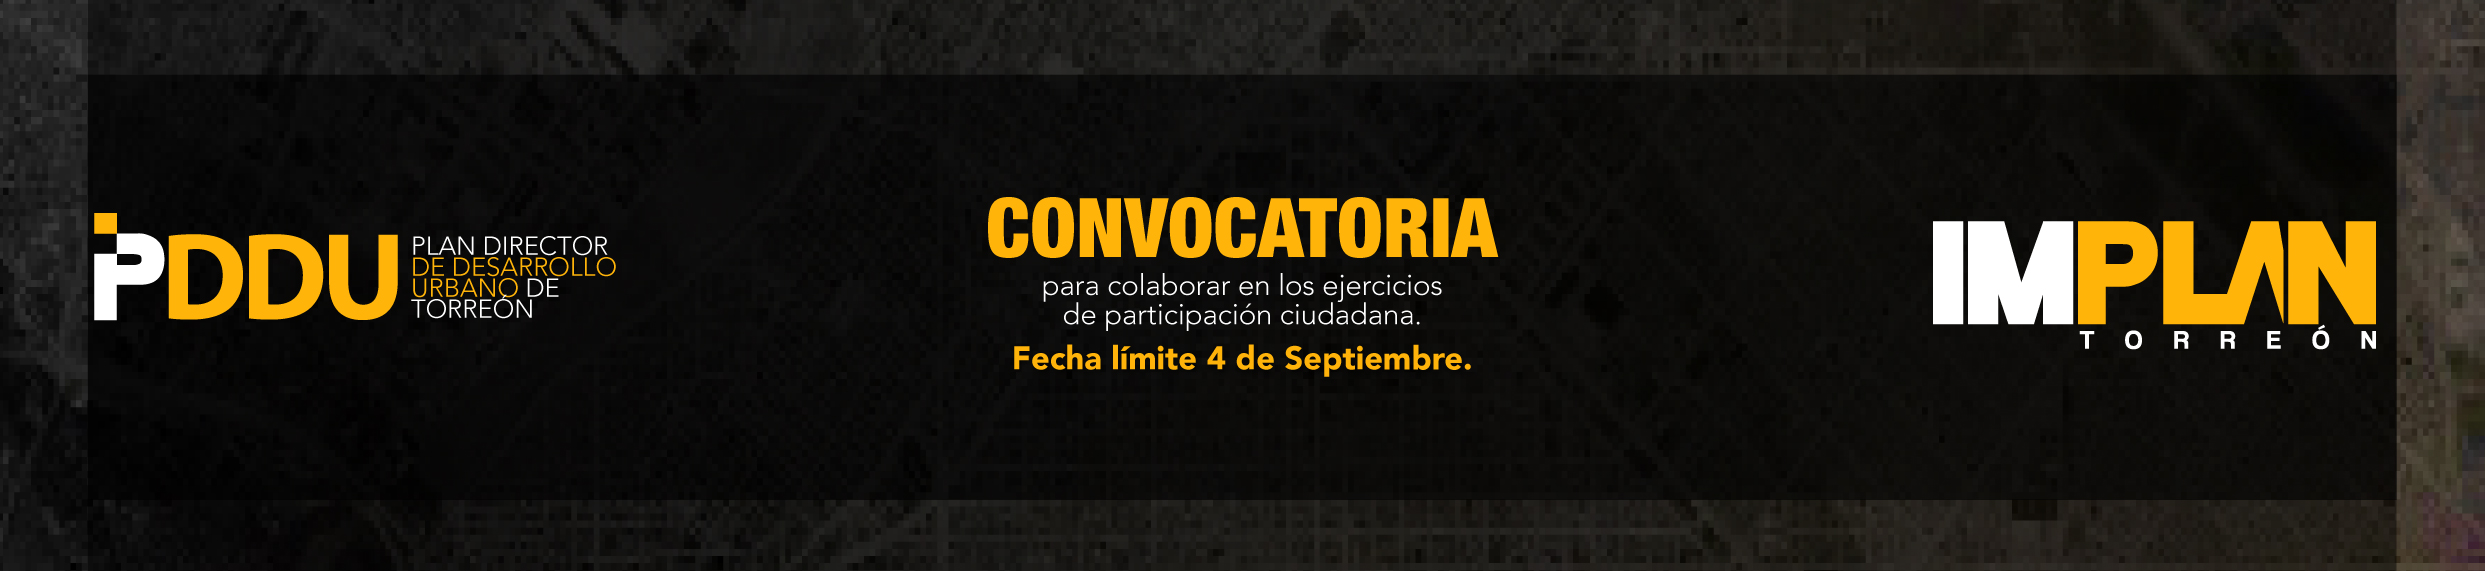 PDDU
PLAN DIRECTOR
DE DESARROLLO
URBANO DE
TORREÓN
CONVOCATORIA
para colaborar en los ejercicios
de participación ciudadana.
Fecha límite 4 de Septiembre.
IMPLAN
TORREÓN